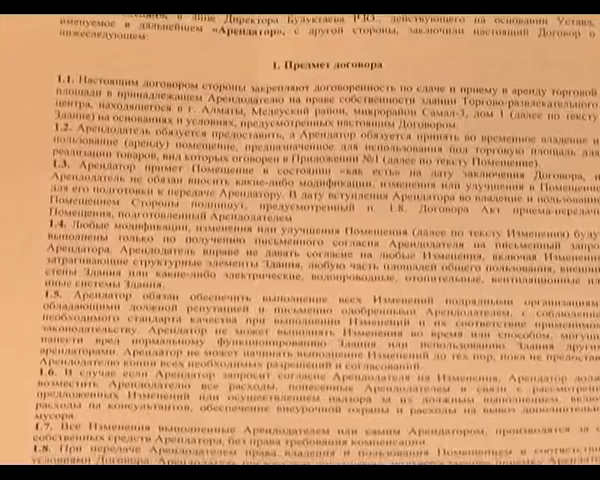 в лице Директора Булуктаева Р.Ю., действующего на основании Устава,
именуемое в дальнейшем «Арендатор», с другой стороны, заключили настоящий Договор о
нижеследующем:
1. Предмет договора
1.1. Настоящим договором стороны закрепляют договоренность по сдаче и приему в аренду торговой
площади в принадлежащем Арендодателю на праве собственности здании Торгово-развлекательного
центра, находящегося в г. Алматы, Медеуский район, микрорайон Самал-3, дом 1 (далее по тексту
Здание) на основаниях и условиях, предусмотренных настоящим Договором.
1.2. Арендодатель обязуется предоставить, а Арендатор обязуется принять во временное владение и
пользование (аренду) помещение, предназначенное для использования под торговую площадь для
реализации товаров, вид которых оговорен в Приложении №1 (далее по тексту Помещение).
1.3. Арендатор примет Помещение в состоянии «как есть» на дату заключения Договора, и
Арендодатель не обязан вносить какие-либо модификации, изменения или улучшения в Помещение
для его подготовки к передаче Арендатору. В дату вступления Арендатора во владение и пользование
Помещением Стороны подпишут, предусмотренный п. 1.8. Договора Акт приема-передачи
Помещения, подготовленный Арендодателем
1.4. Любые модификации, изменения или улучшения Помещения (далее по тексту Изменения) будут
выполнены только по получению письменного согласия Арендодателя на письменный запрос
Арендатора. Арендодатель вправе не давать согласие на любые Изменения, включая Изменения
затрагивающие структурные элементы Здания, любую часть площадей общего пользования, внешние
стены Здания или какие-либо электрические, водопроводные, отопительные, вентиляционные или
иные системы Здания.
1.5. Арендатор обязан обеспечить выполнение всех Изменений подрядными организациями
обладающими должной репутацией и письменно одобренными Арендодателем, с соблюдением
необходимого стандарта качества при выполнении Изменений и их соответствие применимому
законодательству. Арендатор не может выполнять Изменения во время или способом, могущим
нанести вред нормальному функционированию Здания или использованию Здания другими
арендаторами. Арендатор не может начинать выполнение Изменений до тех пор, пока не предоставит
Арендодателю копии всех необходимых разрешений и согласований.
1.6. В случае если Арендатор запросит согласие Арендодателя на Изменения, Арендатор должен
возместить Арендодателю все расходы, понесенные Арендодателем в связи с рассмотрением
предложенных Изменений или осуществлением надзора за их должным выполнением, включая
расходы на консультантов, обеспечение внеурочной охраны и расходы на вывоз дополнительного
мусора.
1.7. Все Изменения выполненные Арендодателем или самим Арендатором, производятся за счет
собственных средств Арендатора, без права требования компенсации.
1.8. При передаче Арендодателем права владения и пользования Помещением в соответствии
условиями Договора, Арендодатель